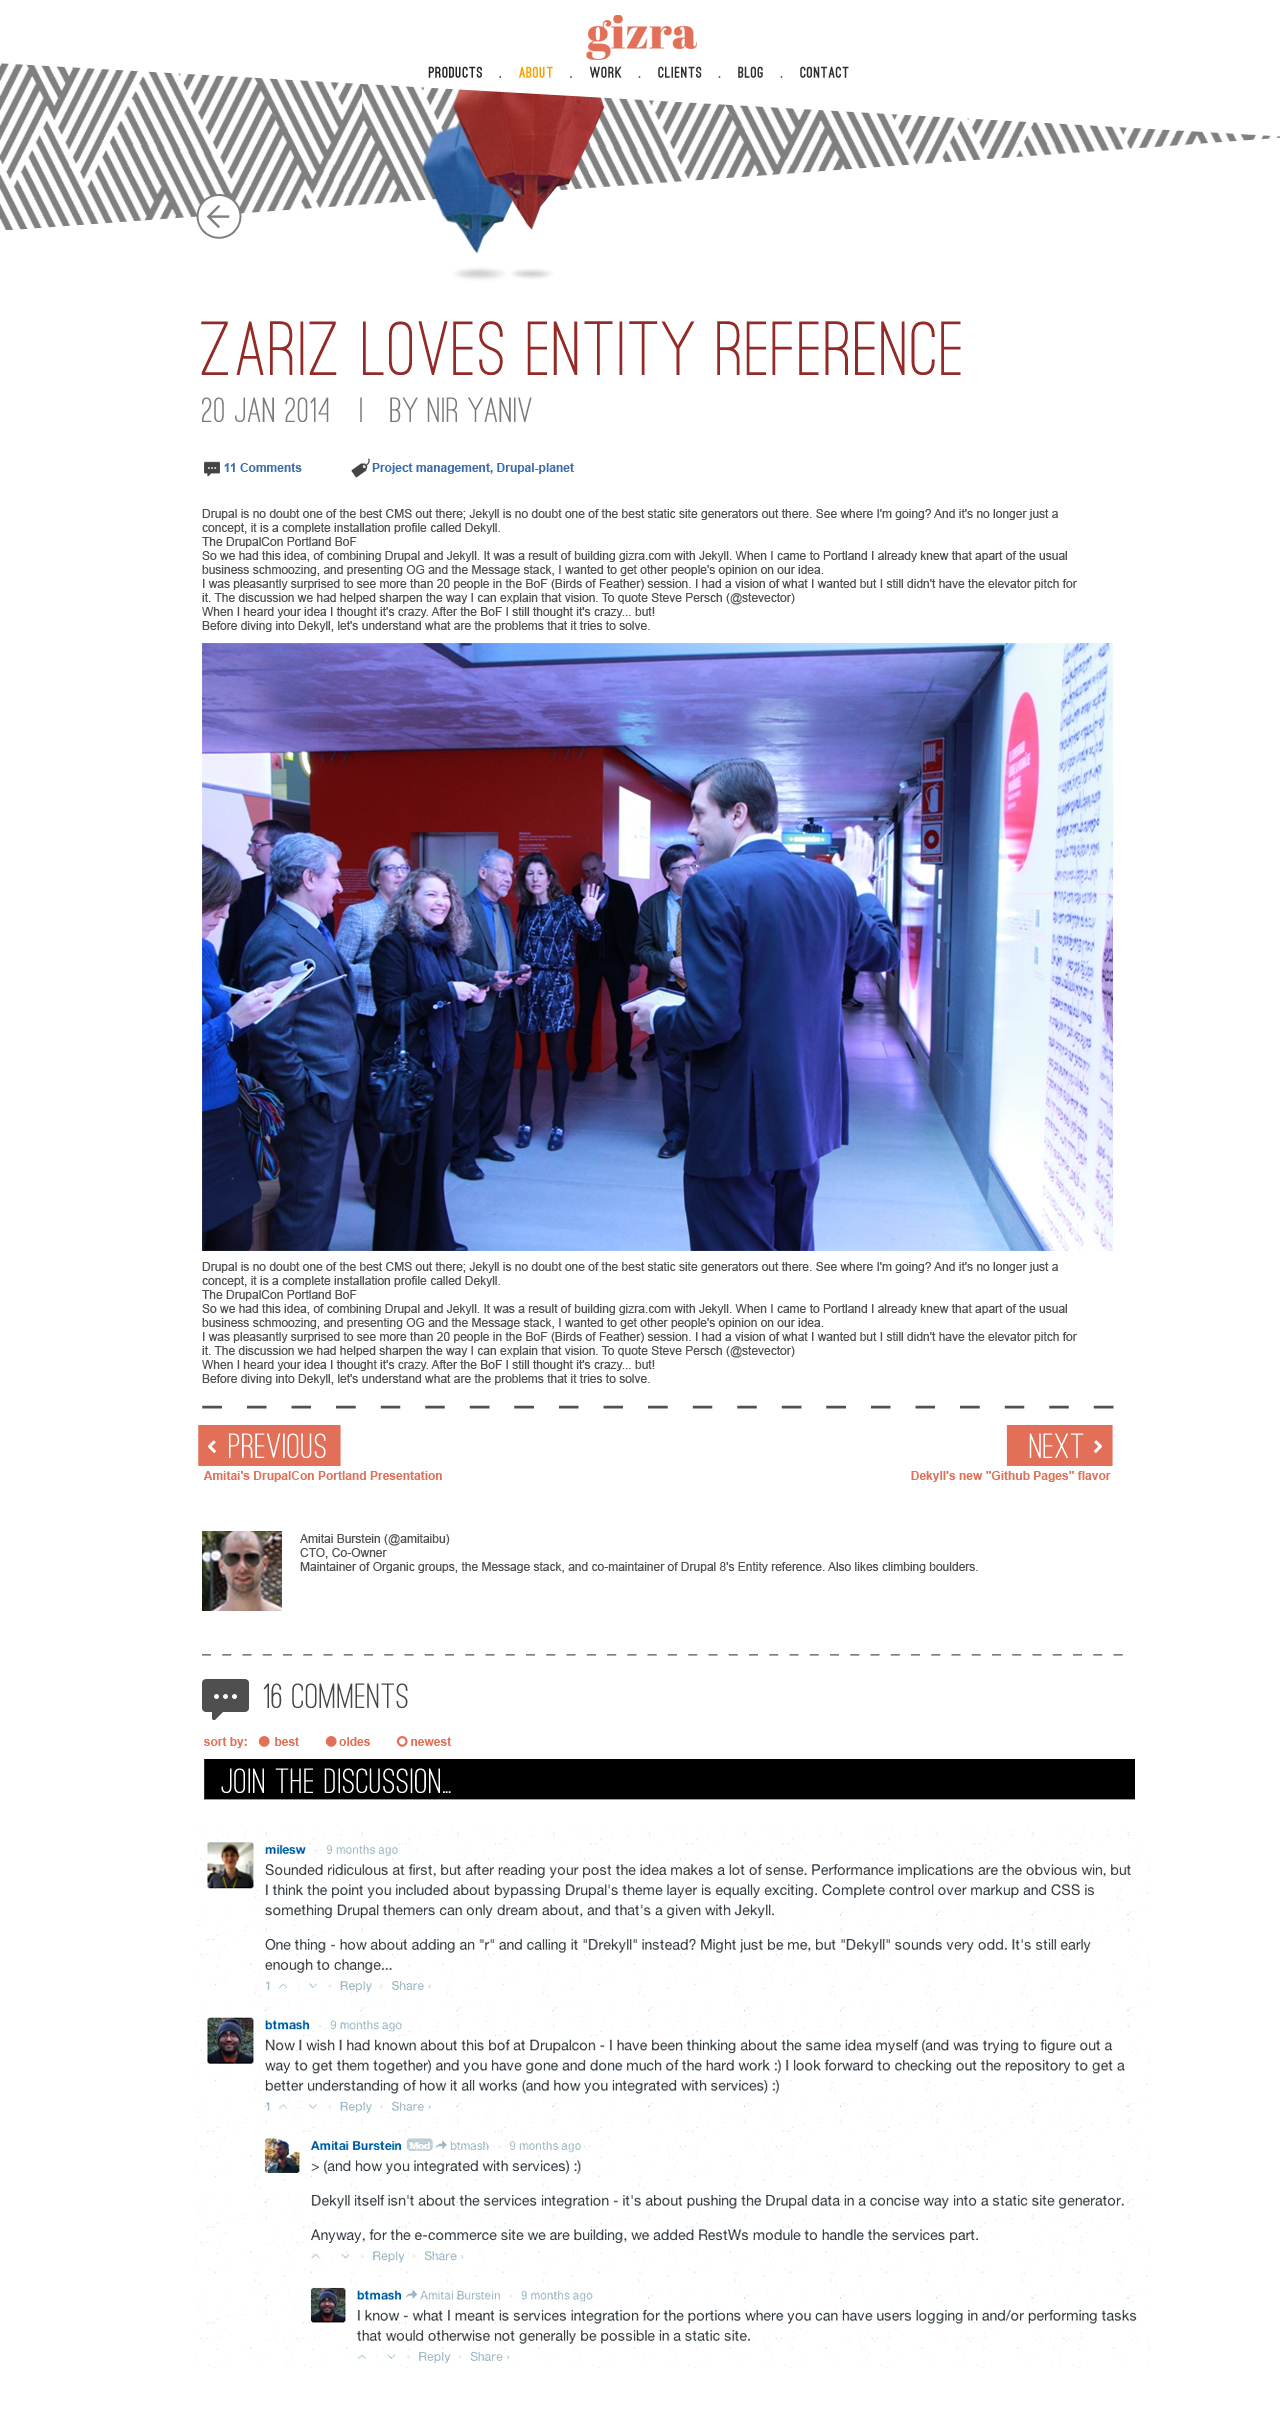 gizra
PRODUCTS . ABOUT . WORK . CLIENTS . BLOG . CONTACT
ZARIZ LOVES ENTITY REFERENCE
20 JAN 2014 | BY NIR YANIV
11 Comments Project management, Drupal-planet
Drupal is no doubt one of the best CMS out there; Jekyll is no doubt one of the best static site generators out there. See where I'm going? And it's no longer just a
concept, it is a complete installation profile called Dekyll.
The DrupalCon Portland BoF
So we had this idea, of combining Drupal and Jekyll. It was a result of building gizra.com with Jekyll. When I came to Portland I already knew that apart of the usual
business schmoozing, and presenting OG and the Message stack, I wanted to get other people's opinion on our idea.
I was pleasantly surprised to see more than 20 people in the BoF (Birds of Feather) session. I had a vision of what I wanted but I still didn't have the elevator pitch for
it. The discussion we had helped sharpen the way I can explain that vision. To quote Steve Persch (@stevector)
When I heard your idea I thought it's crazy. After the BoF I still thought it's crazy... but!
Before diving into Dekyll, let's understand what are the problems that it tries to solve.
Drupal is no doubt one of the best CMS out there; Jekyll is no doubt one of the best static site generators out there. See where I'm going? And it's no longer just a
concept, it is a complete installation profile called Dekyll.
The DrupalCon Portland BoF
So we had this idea, of combining Drupal and Jekyll. It was a result of building gizra.com with Jekyll. When I came to Portland I already knew that apart of the usual
business schmoozing, and presenting OG and the Message stack, I wanted to get other people's opinion on our idea.
I was pleasantly surprised to see more than 20 people in the BoF (Birds of Feather) session. I had a vision of what I wanted but I still didn't have the elevator pitch for
it. The discussion we had helped sharpen the way I can explain that vision. To quote Steve Persch (@stevector)
When I heard your idea I thought it's crazy. After the BoF I still thought it's crazy... but!
Before diving into Dekyll, let's understand what are the problems that it tries to solve.
‹ PREVIOUS NEXT ›
Amitai's DrupalCon Portland Presentation Dekyll's new "Github Pages" flavor
Amitai Burstein (@amitaibu)
CTO, Co-Owner
Maintainer of Organic groups, the Message stack, and co-maintainer of Drupal 8's Entity reference. Also likes climbing boulders.
16 COMMENTS
sort by: best oldes newest
JOIN THE DISCUSSION...
milesw · 9 months ago
Sounded ridiculous at first, but after reading your post the idea makes a lot of sense. Performance implications are the obvious win, but
I think the point you included about bypassing Drupal's theme layer is equally exciting. Complete control over markup and CSS is
something Drupal themers can only dream about, and that's a given with Jekyll.
One thing - how about adding an "r" and calling it "Drekyll" instead? Might just be me, but "Dekyll" sounds very odd. It's still early
enough to change...
1 · Reply · Share ›
btmash · 9 months ago
Now I wish I had known about this bof at Drupalcon - I have been thinking about the same idea myself (and was trying to figure out a
way to get them together) and you have gone and done much of the hard work :) I look forward to checking out the repository to get a
better understanding of how it all works (and how you integrated with services) :)
1 · Reply · Share ›
Amitai Burstein Mod btmash · 9 months ago
> (and how you integrated with services) :)
Dekyll itself isn't about the services integration - it's about pushing the Drupal data in a concise way into a static site generator.
Anyway, for the e-commerce site we are building, we added RestWs module to handle the services part.
· Reply · Share ›
btmash Amitai Burstein · 9 months ago
I know - what I meant is services integration for the portions where you can have users logging in and/or performing tasks
that would otherwise not generally be possible in a static site.
· Reply · Share ›